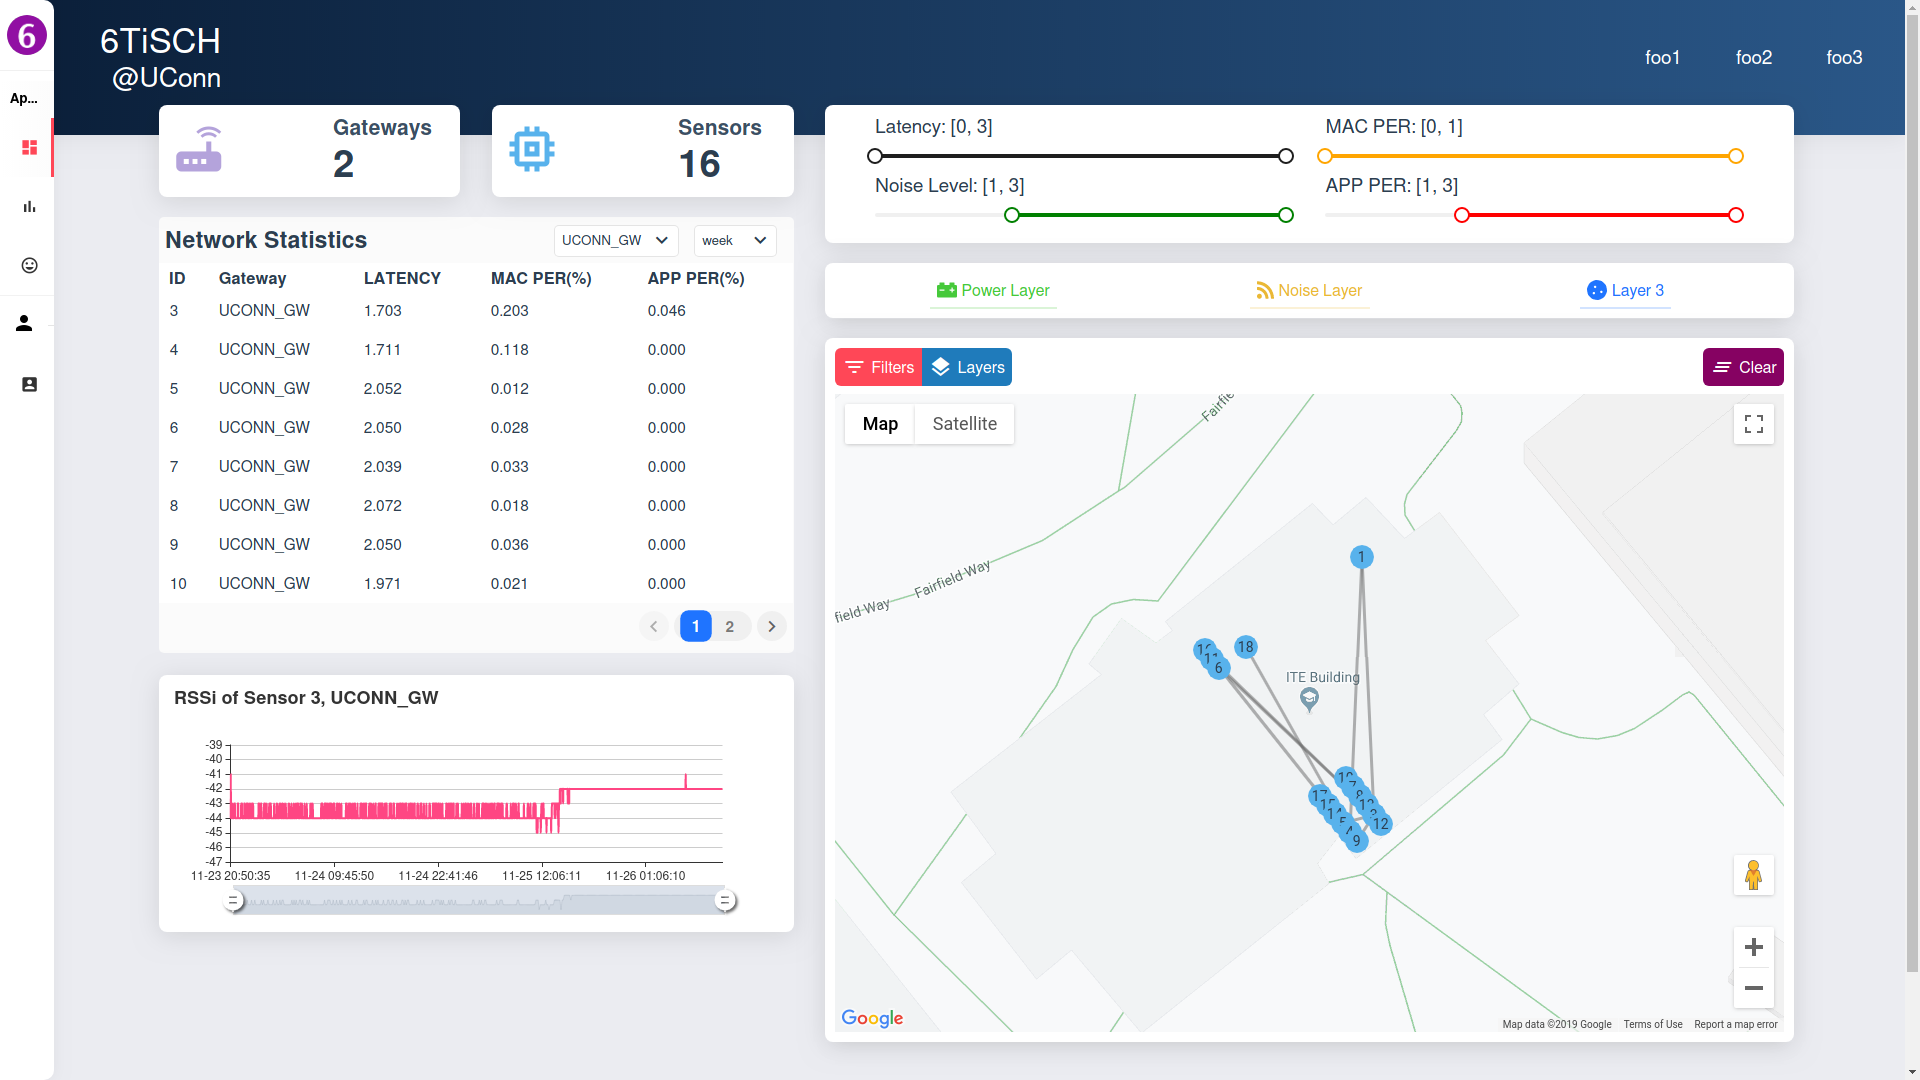 6
6TiSCH
@UConn
foo1 foo2 foo3
Ap...
Gateways
2
Sensors
16
Latency: [0, 3]
MAC PER: [0, 1]
Noise Level: [1, 3]
APP PER: [1, 3]
Network Statistics
UCONN_GW week
ID Gateway LATENCY MAC PER(%) APP PER(%)
3 UCONN_GW 1.703 0.203 0.046
4 UCONN_GW 1.711 0.118 0.000
5 UCONN_GW 2.052 0.012 0.000
6 UCONN_GW 2.050 0.028 0.000
7 UCONN_GW 2.039 0.033 0.000
8 UCONN_GW 2.072 0.018 0.000
9 UCONN_GW 2.050 0.036 0.000
10 UCONN_GW 1.971 0.021 0.000
1 2
RSSi of Sensor 3, UCONN_GW
-39
-40
-41
-42
-43
-44
-45
-46
-47
11-23 20:50:35 11-24 09:45:50 11-24 22:41:46 11-25 12:06:11 11-26 01:06:10
Power Layer Noise Layer Layer 3
Filters Layers Clear
Map Satellite
Fairfield Way
field Way
1
18
6
ITE Building
12
9
Google
Map data ©2019 Google Terms of Use Report a map error